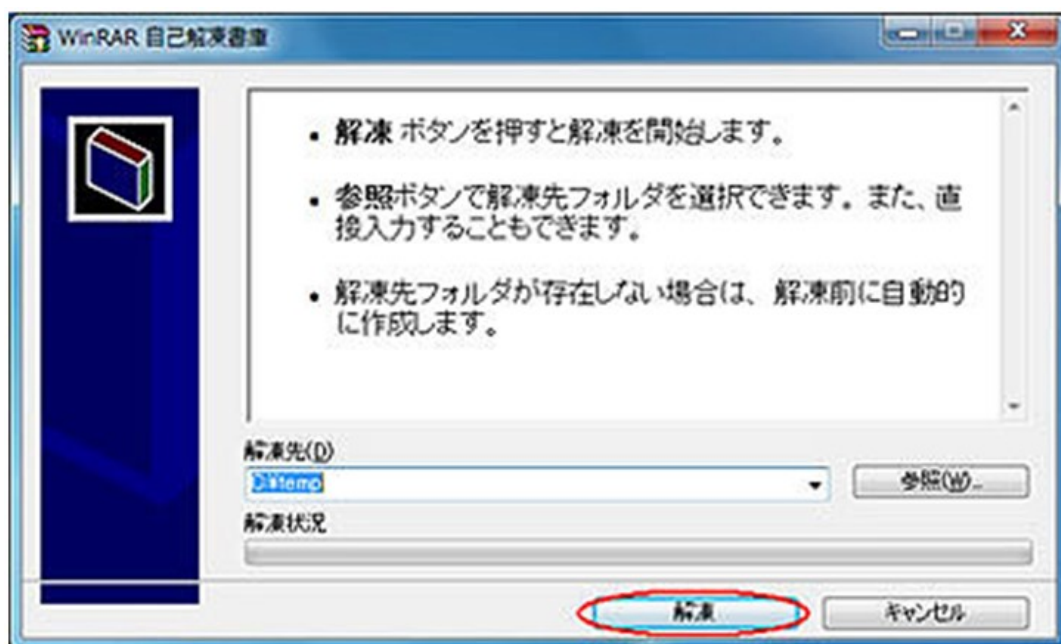 WinRAR 自己解凍書庫
• 解凍 ボタンを押すと解凍を開始します。
• 参照ボタンで解凍先フォルダを選択できます。また、直
接入力することもできます。
• 解凍先フォルダが存在しない場合は、解凍前に自動的
に作成します。
解凍先(D)
C:¥temp
参照(W)...
解凍状況
解凍
キャンセル